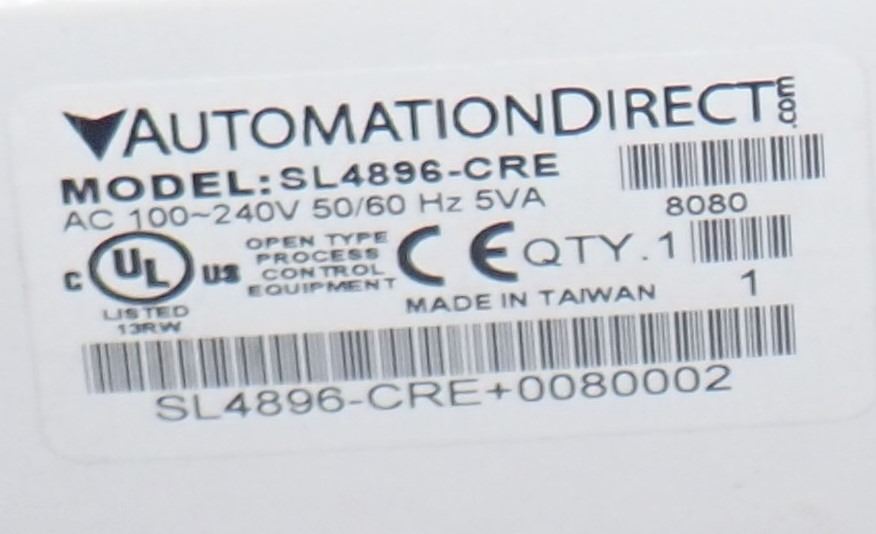 AUTOMATIONDIRECT.com
MODEL:SL4896-CRE
AC 100~240V 50/60 Hz 5VA
8080
C UL US
LISTED
13RW
OPEN TYPE
PROCESS
CONTROL
EQUIPMENT
CE
QTY.1
MADE IN TAIWAN
1
SL4896-CRE+0080002